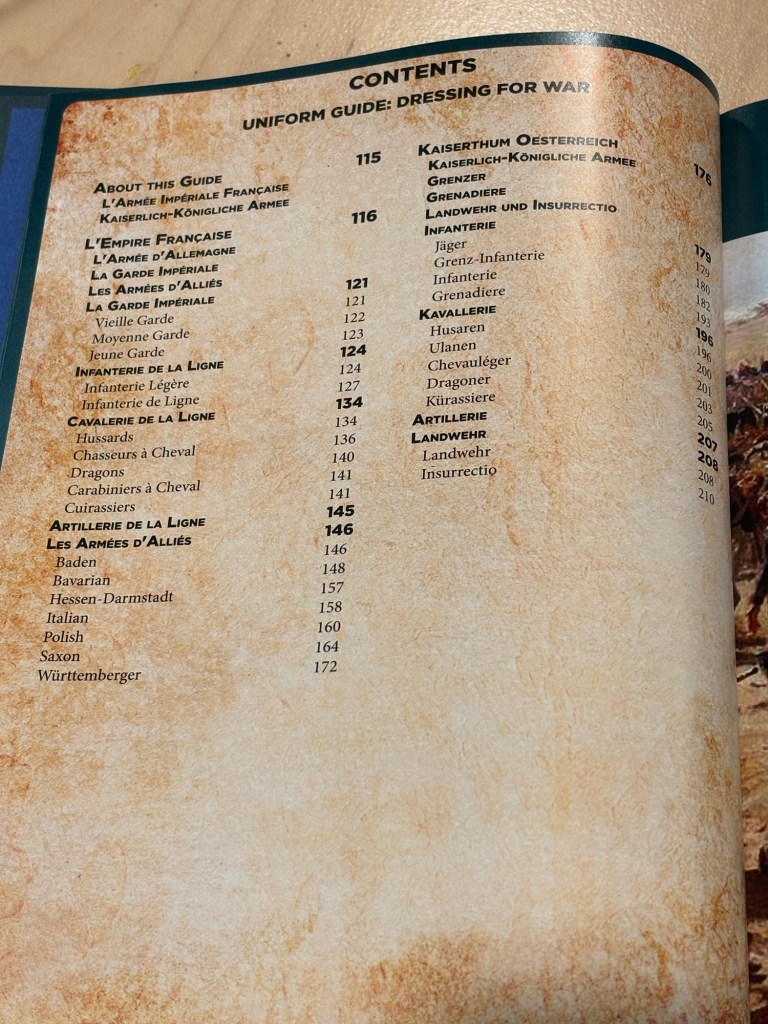 CONTENTS
UNIFORM GUIDE: DRESSING FOR WAR
ABOUT THIS GUIDE 115
L'ARMÉE IMPÉRIALE FRANÇAISE
KAISERLICH-KÖNIGLICHE ARMEE
L'EMPIRE FRANÇAISE 116
L'ARMÉE D'ALLEMAGNE
LA GARDE IMPÉRIALE
LES ARMÉES D'ALLIÉS
LA GARDE IMPÉRIALE 121
Vieille Garde 121
Moyenne Garde 122
Jeune Garde 123
INFANTERIE DE LA LIGNE 124
Infanterie Légère 124
Infanterie de Ligne 127
CAVALERIE DE LA LIGNE 134
Hussards 134
Chasseurs à Cheval 136
Dragons 140
Carabiniers à Cheval 141
Cuirassiers 141
ARTILLERIE DE LA LIGNE 145
LES ARMÉES D'ALLIÉS 146
Baden 146
Bavarian 148
Hessen-Darmstadt 157
Italian 158
Polish 160
Saxon 164
Württemberger 172
KAISERTHUM OESTERREICH 176
KAISERLICH-KÖNIGLICHE ARMEE
GRENZER
GRENADIERE
LANDWEHR UND INSURRECTIO
INFANTERIE 179
Jäger 179
Grenz-Infanterie 180
Infanterie 182
Grenadiere 193
KAVALLERIE 196
Husaren 196
Ulanen 200
Chevauléger 201
Dragoner 203
Kürassiere 205
ARTILLERIE 207
LANDWEHR 208
Landwehr 208
Insurrectio 210